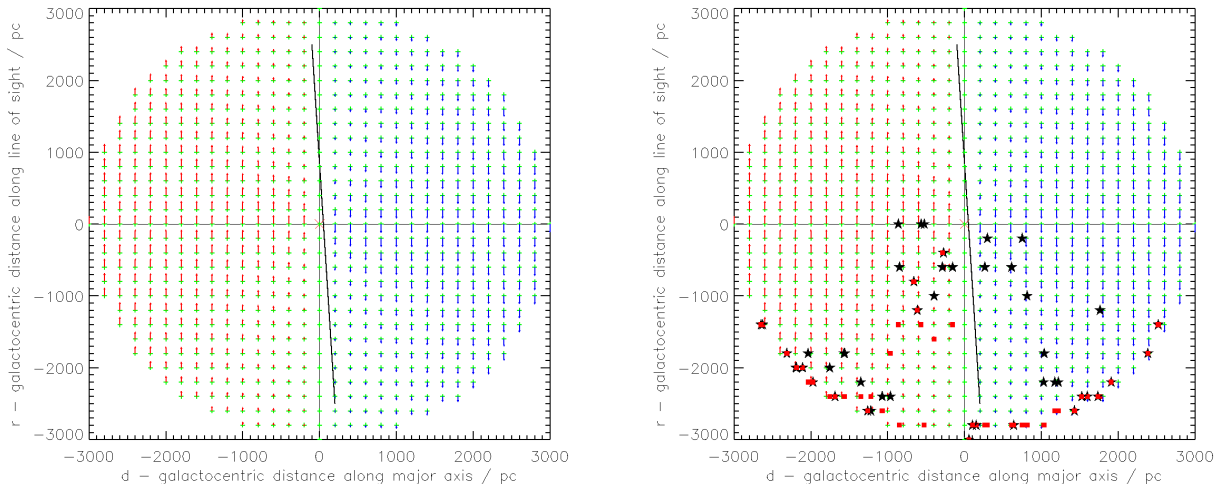 r − galactocentric distance along line of sight / pc
3000
2000
1000
0
−1000
−2000
−3000
−3000 −2000 −1000 0 1000 2000 3000
d − galactocentric distance along major axis / pc
r − galactocentric distance along line of sight / pc
3000
2000
1000
0
−1000
−2000
−3000
−3000 −2000 −1000 0 1000 2000 3000
d − galactocentric distance along major axis / pc